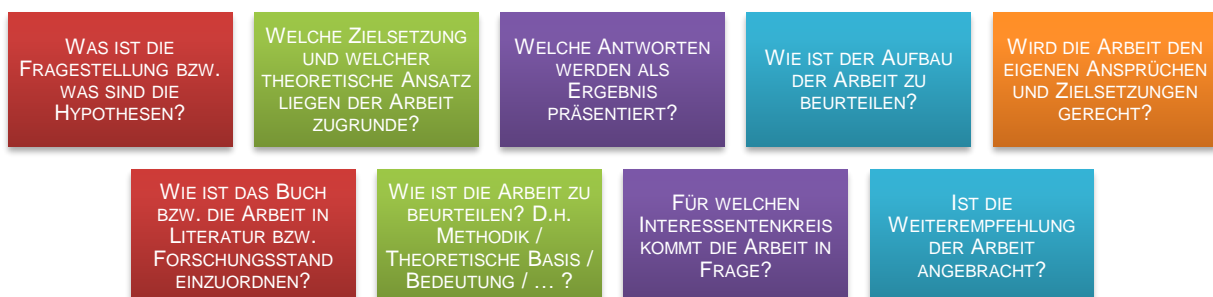 Was ist die
Fragestellung bzw.
was sind die
Hypothesen?
Welche Zielsetzung
und welcher
theoretische Ansatz
liegen der Arbeit
zugrunde?
Welche Antworten
werden als
Ergebnis
präsentiert?
Wie ist der Aufbau
der Arbeit zu
beurteilen?
Wird die Arbeit den
eigenen Ansprüchen
und Zielsetzungen
gerecht?
Wie ist das Buch
bzw. die Arbeit in
Literatur bzw.
Forschungsstand
einzuordnen?
Wie ist die Arbeit zu
beurteilen? D.h.
Methodik /
Theoretische Basis /
Bedeutung / ... ?
Für welchen
Interessentenkreis
kommt die Arbeit in
Frage?
Ist die
Weiterempfehlung
der Arbeit
angebracht?